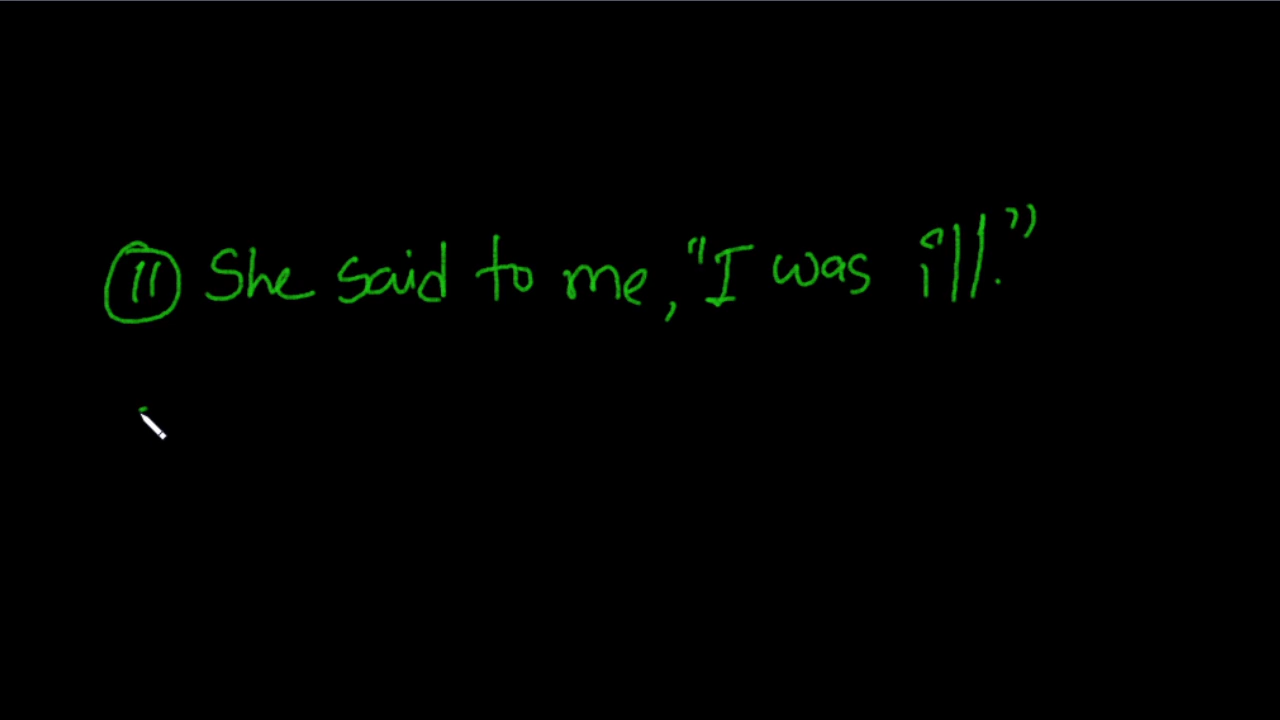 11 She said to me, "I was ill."